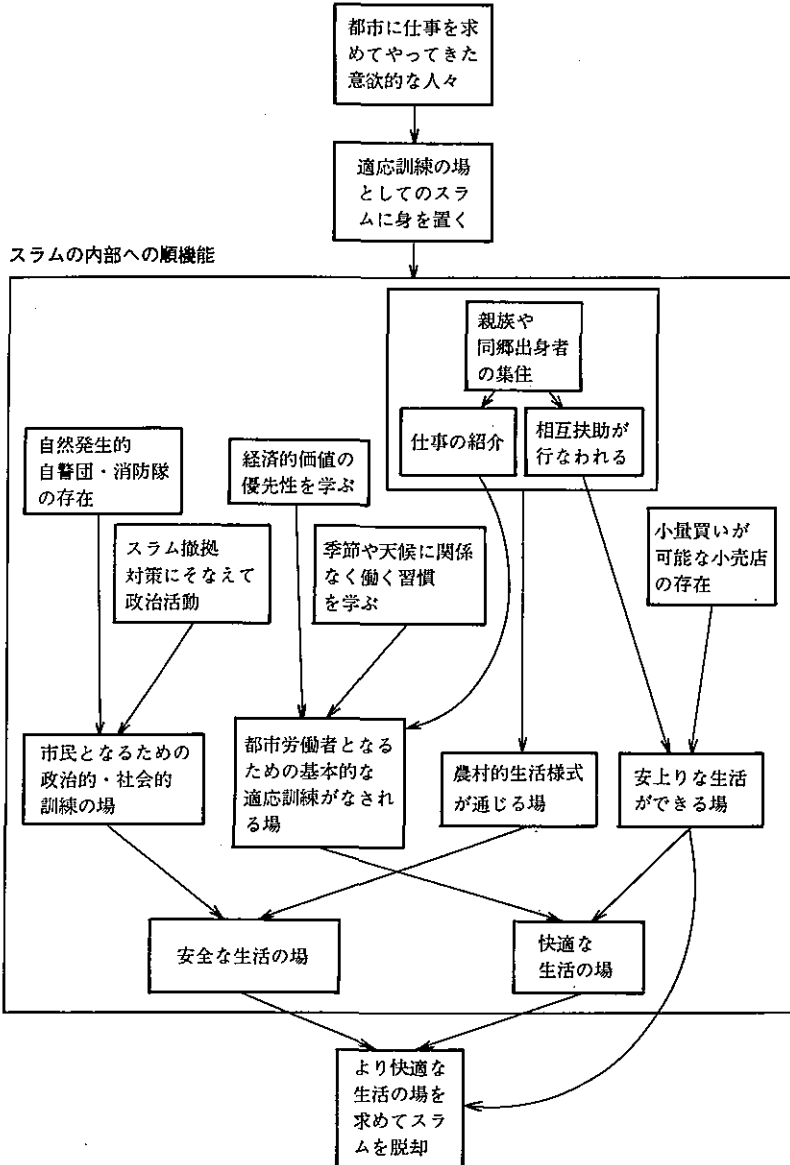 都市に仕事を求
めてやってきた
意欲的な人々
適応訓練の場
としてのスラ
ムに身を置く
スラムの内部への順機能
親族や
同郷出身者
の集住
仕事の紹介
相互扶助が
行なわれる
自然発生的
自警団・消防隊
の存在
経済的価値の
優先性を学ぶ
スラム撤拠
対策にそなえて
政治活動
季節や天候に関係
なく働く習慣
を学ぶ
小量買いが
可能な小売店
の存在
市民となるための
政治的・社会的
訓練の場
都市労働者となる
ための基本的な
適応訓練がなされ
る場
農村的生活様式
が通じる場
安上りな生活
ができる場
安全な生活の場
快適な
生活の場
より快適な
生活の場を
求めてスラ
ムを脱却